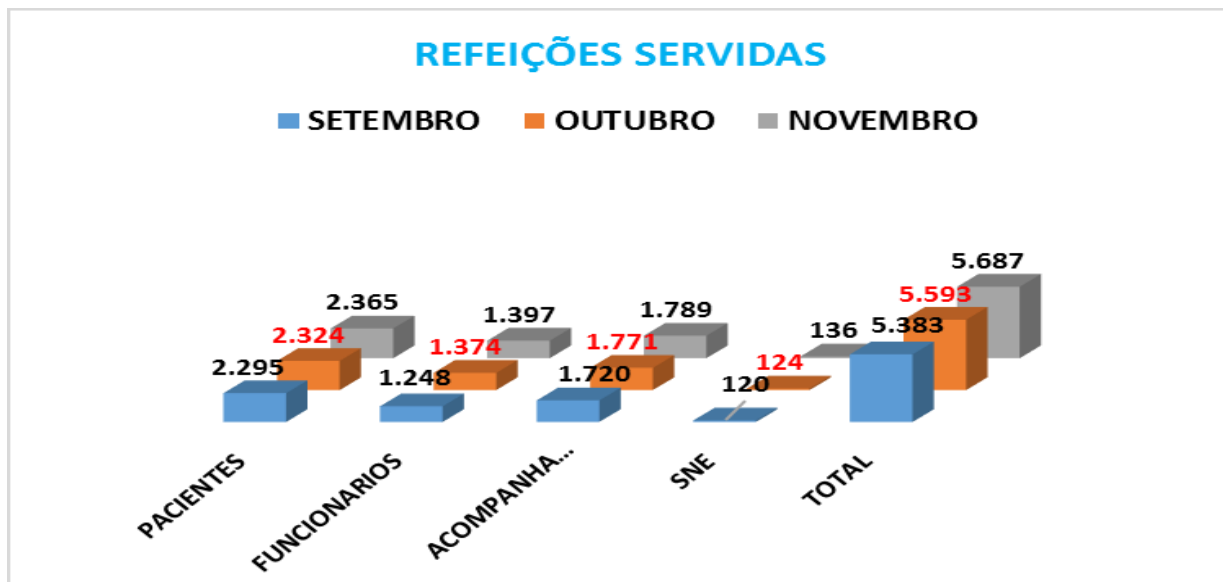 REFEIÇÕES SERVIDAS
SETEMBRO OUTUBRO NOVEMBRO
5.687
5.593
2.365 1.397 1.789 136 5.383
2.324 1.374 1.771 124
2.295 1.248 1.720 120
PACIENTES
FUNCIONARIOS
ACOMPANHA...
SNE
TOTAL